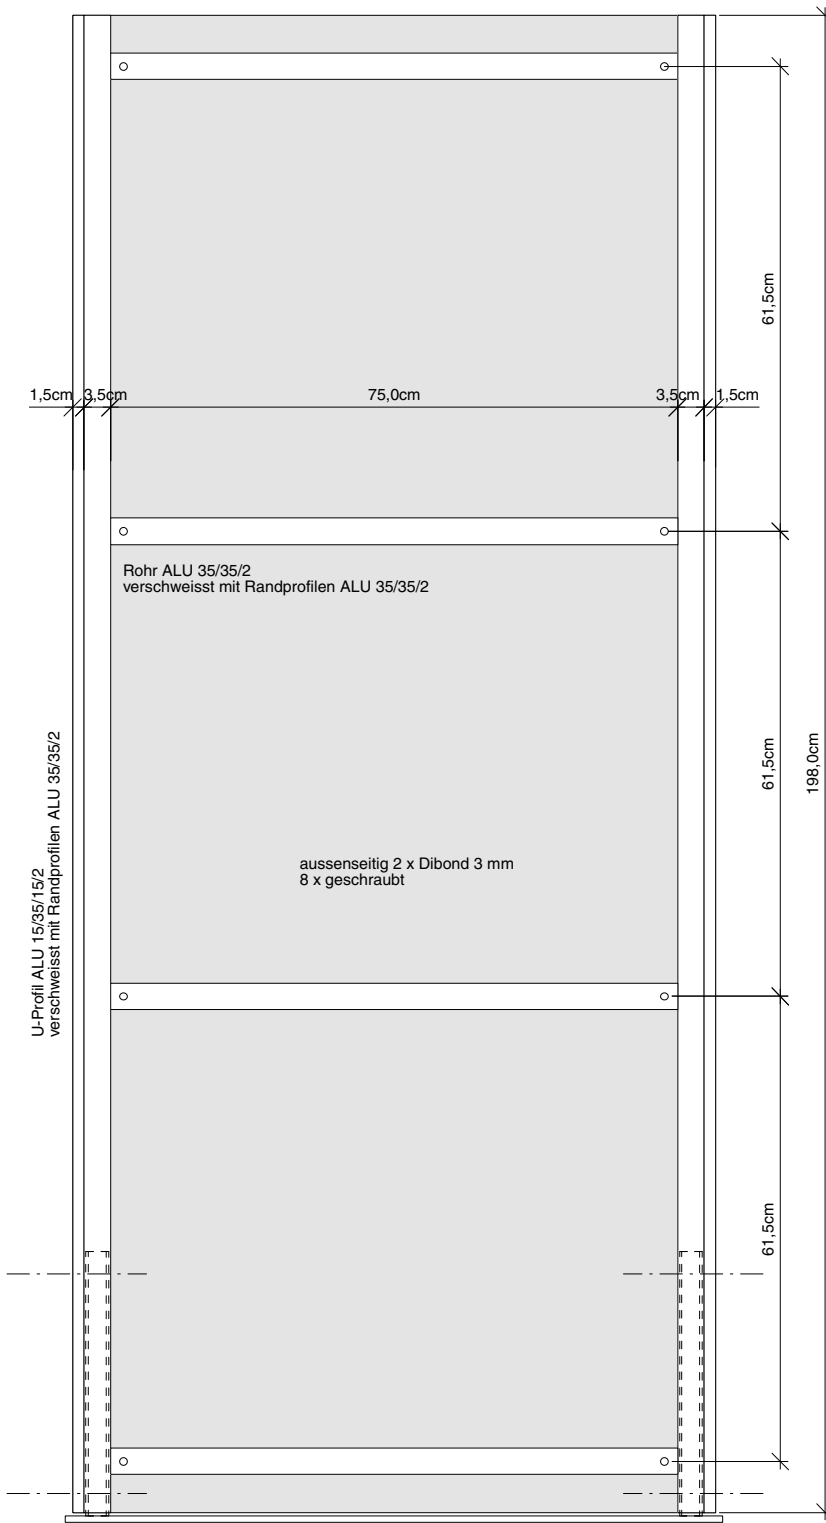 61,5cm
1,5cm 3,5cm 75,0cm 3,5cm 1,5cm
Rohr ALU 35/35/2
verschweisst mit Randprofilen ALU 35/35/2
U-Profil ALU 15/35/15/2
verschweisst mit Randprofilen ALU 35/35/2
61,5cm
198,0cm
aussenseitig 2 x Dibond 3 mm
8 x geschraubt
61,5cm